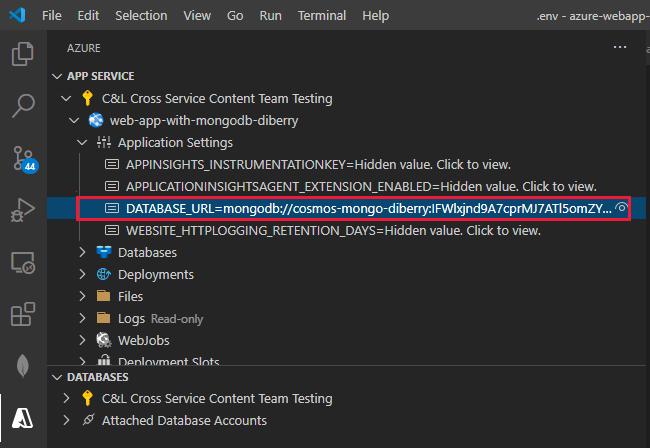 File Edit Selection View Go Run Terminal Help .env - azure-webapp-
AZURE
APP SERVICE
C&L Cross Service Content Team Testing
web-app-with-mongodb-diberry
Application Settings
APPINSIGHTS_INSTRUMENTATIONKEY=Hidden value. Click to view.
APPLICATIONINSIGHTSAGENT_EXTENSION_ENABLED=Hidden value. Click to view.
DATABASE_URL=mongodb://cosmos-mongo-diberry:IFWlxjnd9A7cprMJ7ATl5omZY...
WEBSITE_HTTPLOGGING_RETENTION_DAYS=Hidden value. Click to view.
Databases
Deployments
44
Files
Logs Read-only
WebJobs
Deployment Slots
DATABASES
C&L Cross Service Content Team Testing
Attached Database Accounts